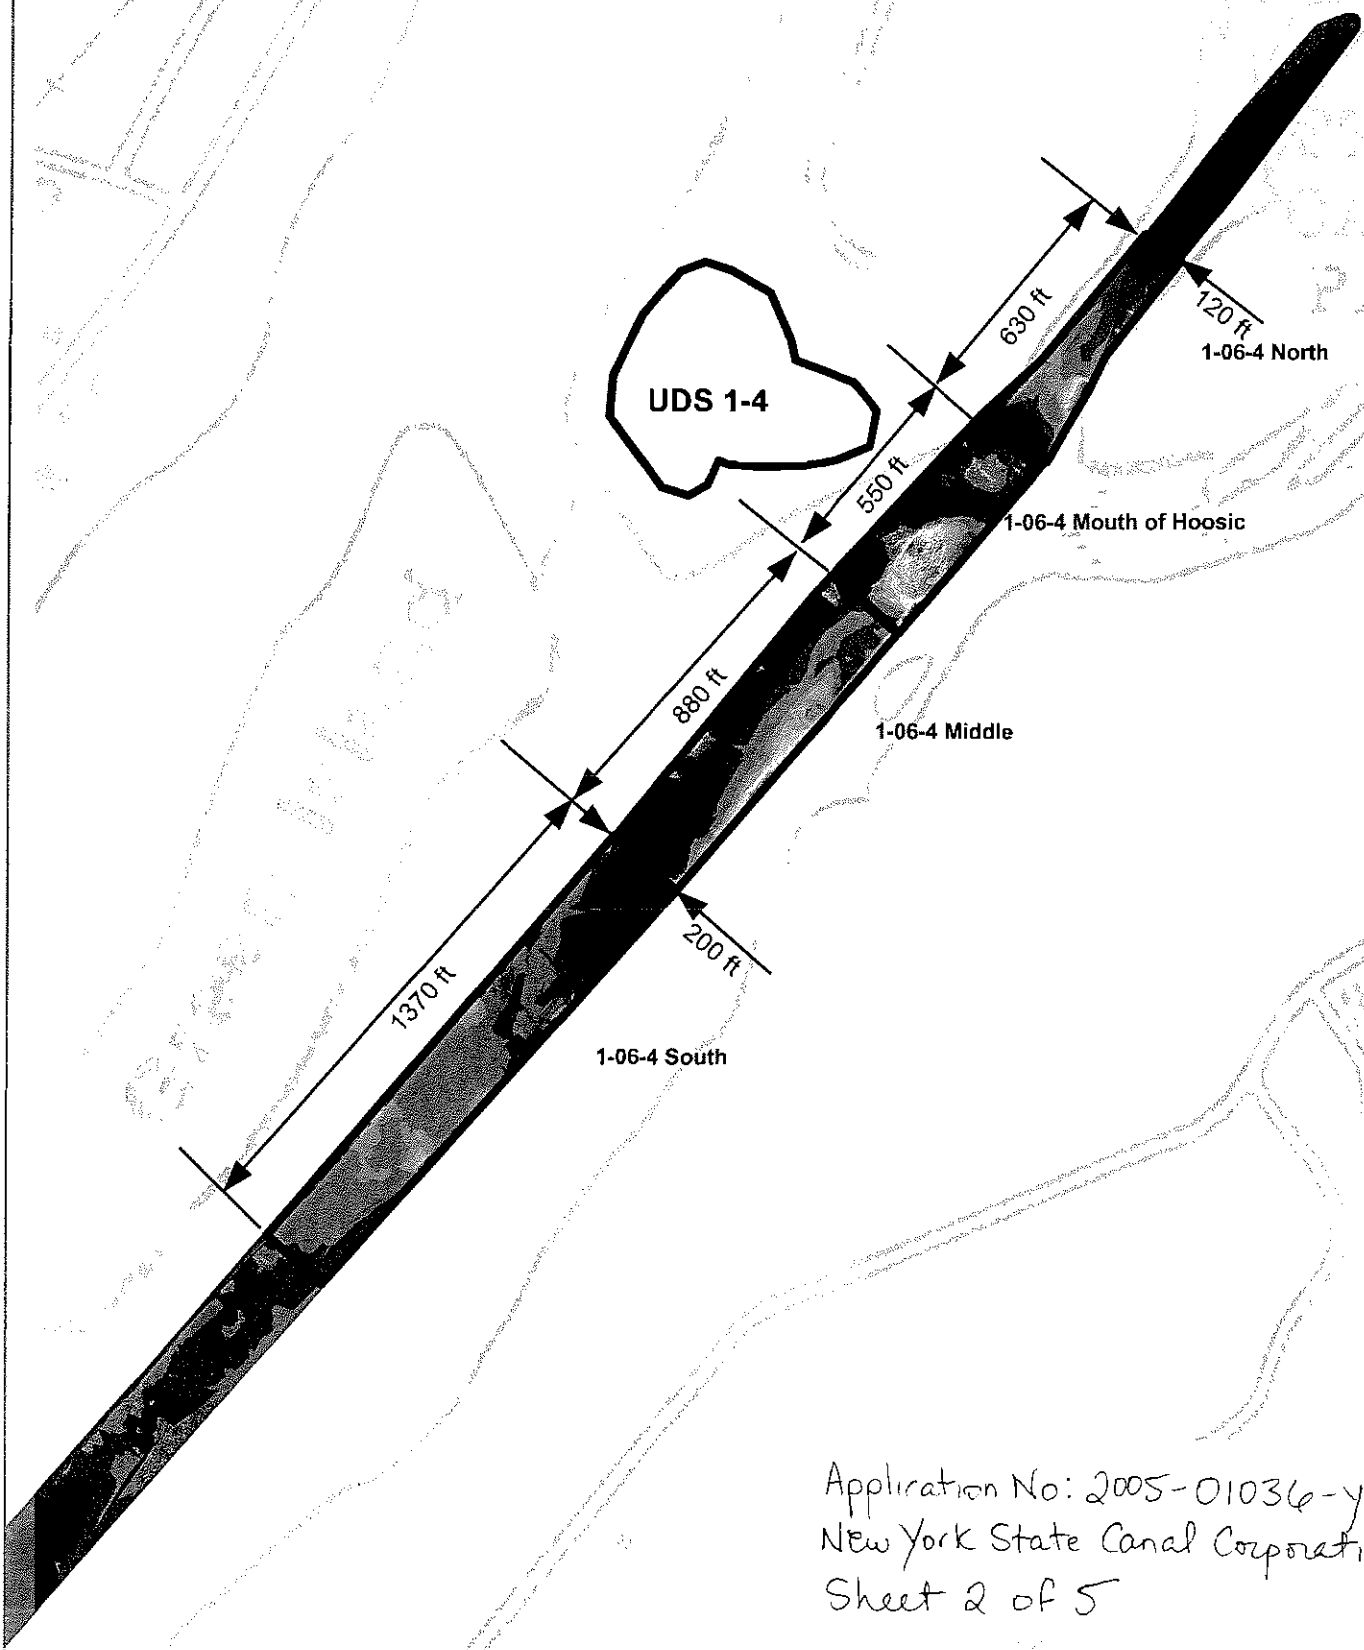 630 ft
120 ft
1-06-4 North
UDS 1-4
550 ft
1-06-4 Mouth of Hoosic
880 ft
1-06-4 Middle
200 ft
1370 ft
1-06-4 South
Application No: 2005-01036-Y
New York State Canal Corporati
Sheet 2 of 5